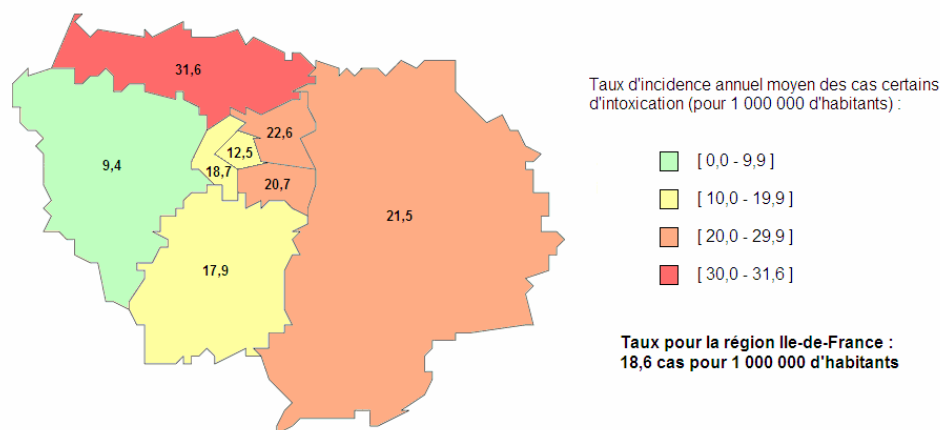 31,6
22,6
12,5
9,4
18,7
20,7
21,5
17,9
Taux d'incidence annuel moyen des cas certains
d'intoxication (pour 1 000 000 d'habitants) :
[ 0,0 - 9,9 ]
[ 10,0 - 19,9 ]
[ 20,0 - 29,9 ]
[ 30,0 - 31,6 ]
Taux pour la région Ile-de-France :
18,6 cas pour 1 000 000 d'habitants